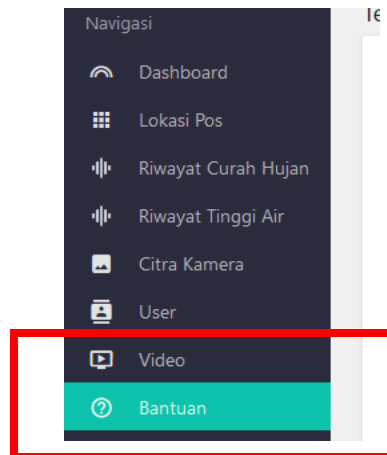 Navigasi
Dashboard
Lokasi Pos
Riwayat Curah Hujan
Riwayat Tinggi Air
Citra Kamera
User
Video
Bantuan